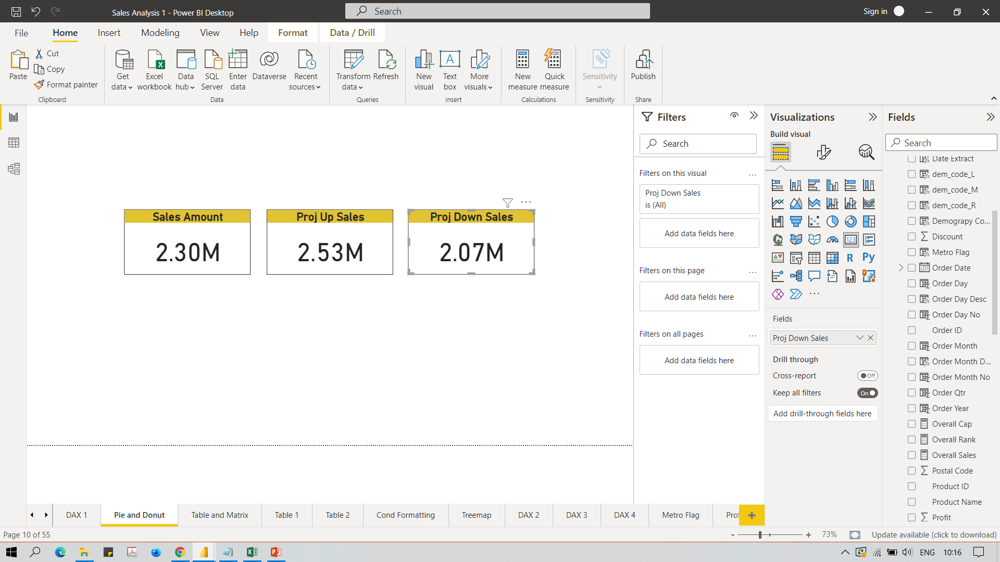 Sales Analysis 1 - Power BI Desktop
Search
Sign in
File
Home
Insert
Modeling
View
Help
Format
Data / Drill
Paste
Cut
Copy
Format painter
Clipboard
Get data
Excel workbook
Data hub
SQL Server
Enter data
Dataverse
Recent sources
Data
Transform data
Refresh
Queries
New visual
Text box
More visuals
Insert
New measure
Quick measure
Calculations
Sensitivity
Sensitivity
Publish
Share
Sales Amount
2.30M
Proj Up Sales
2.53M
Proj Down Sales
2.07M
Filters
Search
Filters on this visual
Proj Down Sales
is (All)
Add data fields here
Filters on this page
Add data fields here
Filters on all pages
Add data fields here
Visualizations
Build visual
123
R
Py
Fields
Proj Down Sales
Drill through
Cross-report
Off
Keep all filters
On
Add drill-through fields here
Fields
Search
Date Extract
dem_code_L
dem_code_M
dem_code_R
Demograpy Co...
Discount
Metro Flag
Order Date
Order Day
Order Day Desc
Order Day No
Order ID
Order Month
Order Month D...
Order Month No
Order Qtr
Order Year
Overall Cap
Overall Rank
Overall Sales
Postal Code
Product ID
Product Name
Profit
DAX 1
Pie and Donut
Table and Matrix
Table 1
Table 2
Cond Formatting
Treemap
DAX 2
DAX 3
DAX 4
Metro Flag
Prof
Page 10 of 55
73%
Update available (click to download)
ENG
10:16